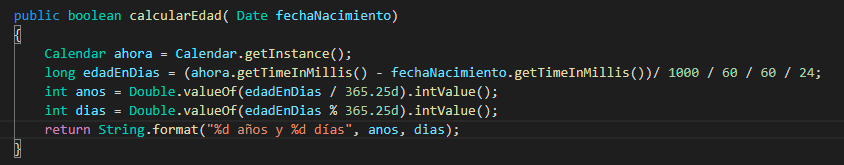 public boolean calcularEdad( Date fechaNacimiento)
{
Calendar ahora = Calendar.getInstance();
long edadEnDias = (ahora.getTimeInMillis() - fechaNacimiento.getTimeInMillis())/ 1000 / 60 / 60 / 24;
int anos = Double.valueOf(edadEnDias / 365.25d).intValue();
int dias = Double.valueOf(edadEnDias % 365.25d).intValue();
return String.format("%d años y %d días", anos, dias);
}